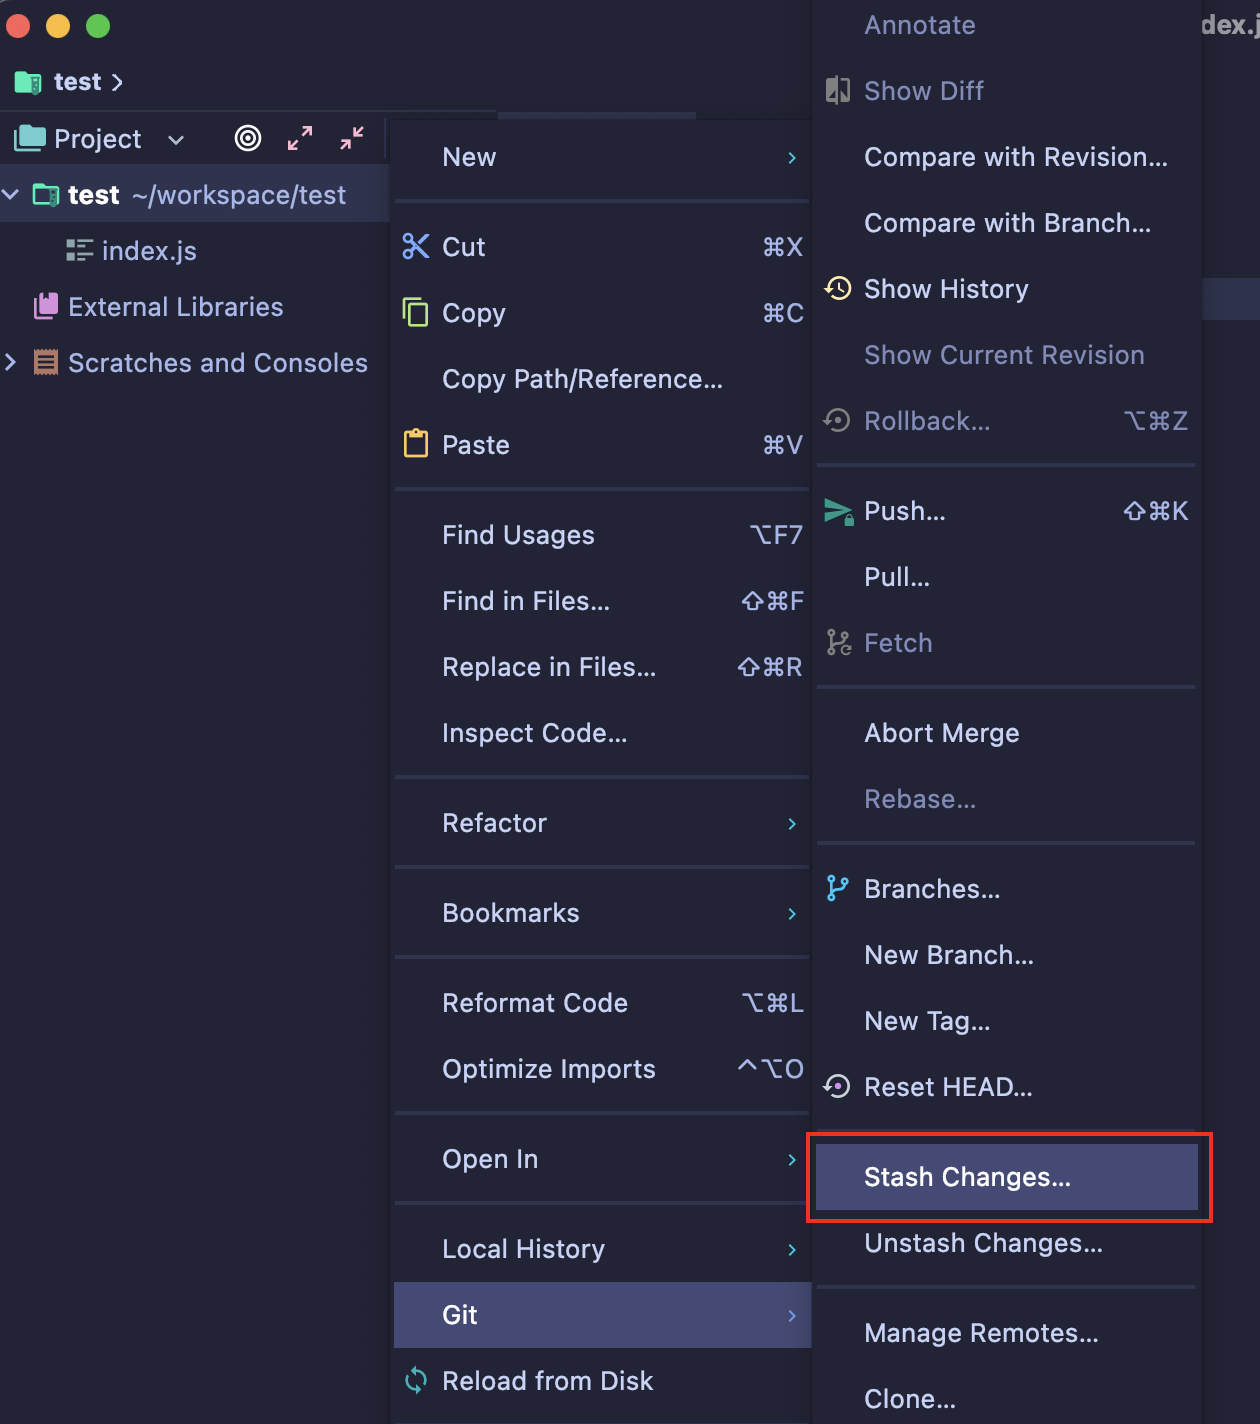 test
Project
test ~/workspace/test
index.js
External Libraries
Scratches and Consoles
New
Cut ⌘X
Copy ⌘C
Copy Path/Reference...
Paste ⌘V
Find Usages ⌥F7
Find in Files... ⇧⌘F
Replace in Files... ⇧⌘R
Inspect Code...
Refactor
Bookmarks
Reformat Code ⌥⌘L
Optimize Imports ^⌥O
Open In
Local History
Git
Reload from Disk
Annotate
Show Diff
Compare with Revision...
Compare with Branch...
Show History
Show Current Revision
Rollback... ⌥⌘Z
Push... ⇧⌘K
Pull...
Fetch
Abort Merge
Rebase...
Branches...
New Branch...
New Tag...
Reset HEAD...
Stash Changes...
Unstash Changes...
Manage Remotes...
Clone...
dex.j